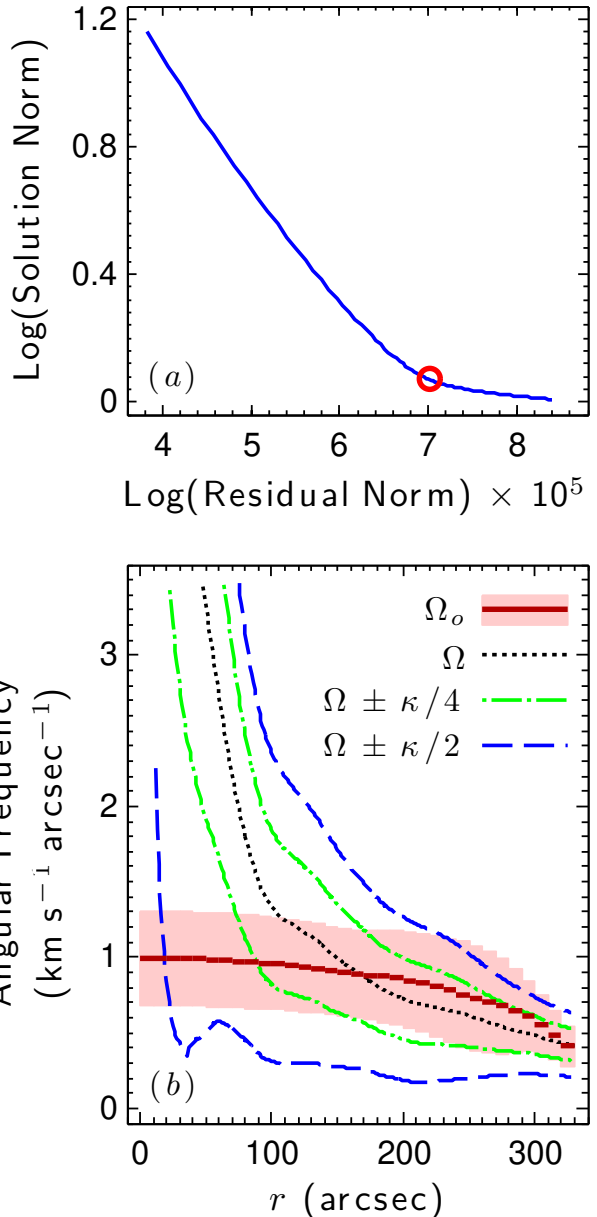 1.2
0.8
0.4
0
Log(Solution Norm)
(a)
4 5 6 7 8
Log(Residual Norm) × 10⁵
3
2
1
0
Angular Frequency
(km s⁻¹ arcsec⁻¹)
Ωₒ
Ω
Ω ± κ/4
Ω ± κ/2
(b)
0 100 200 300
r (arcsec)